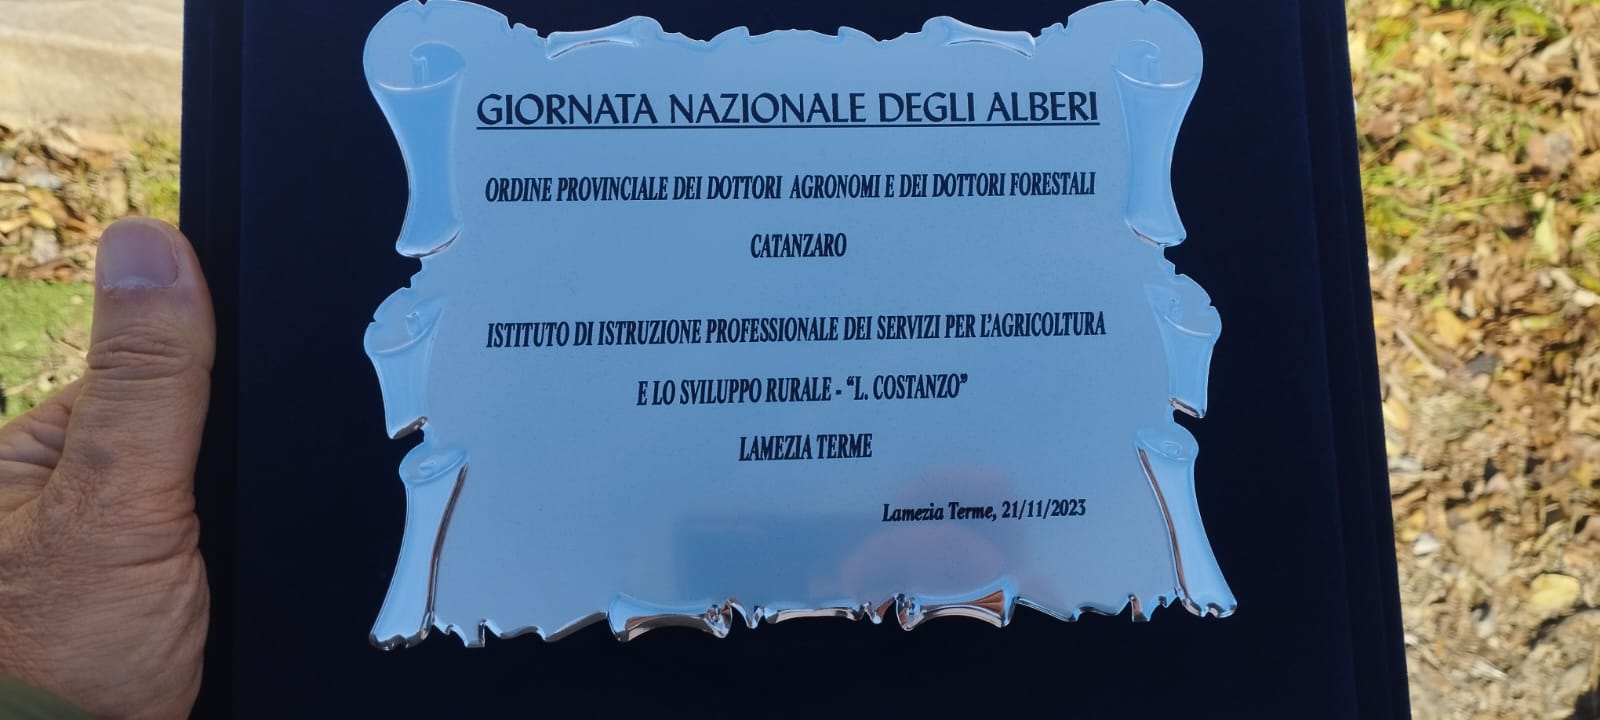 GIORNATA NAZIONALE DEGLI ALBERI
ORDINE PROVINCIALE DEI DOTTORI AGRONOMI E DEI DOTTORI FORESTALI
CATANZARO
ISTITUTO DI ISTRUZIONE PROFESSIONALE DEI SERVIZI PER L'AGRICOLTURA
E LO SVILUPPO RURALE - “L. COSTANZO”
LAMEZIA TERME
Lamezia Terme, 21/11/2023